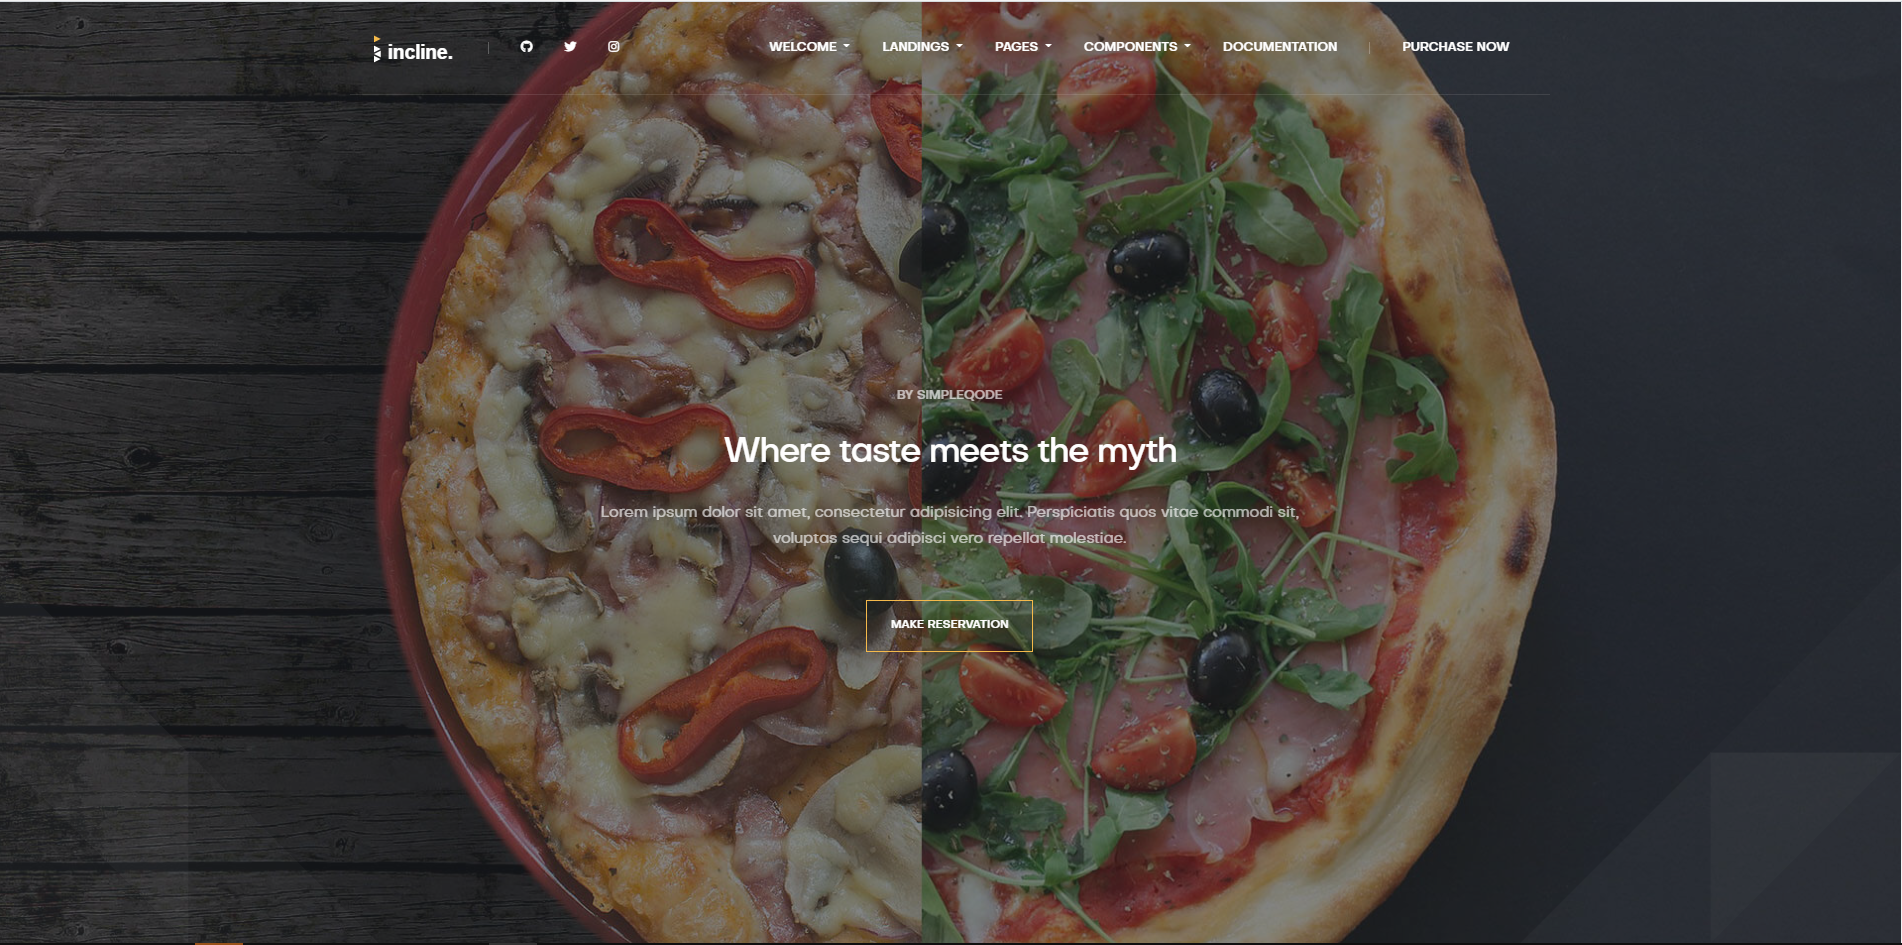 incline.
WELCOME
LANDINGS
PAGES
COMPONENTS
DOCUMENTATION
PURCHASE NOW
BY SIMPLEQODE
Where taste meets the myth
Lorem ipsum dolor sit amet, consectetur adipisicing elit. Perspiciatis quos vitae commodi sit,
voluptas sequi adipisci vero repellat molestiae.
MAKE RESERVATION